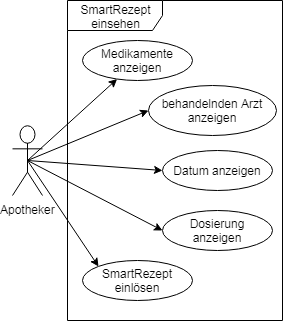 SmartRezept
einsehen
Medikamente
anzeigen
behandelnden Arzt
anzeigen
Datum anzeigen
Apotheker
Dosierung
anzeigen
SmartRezept
einlösen